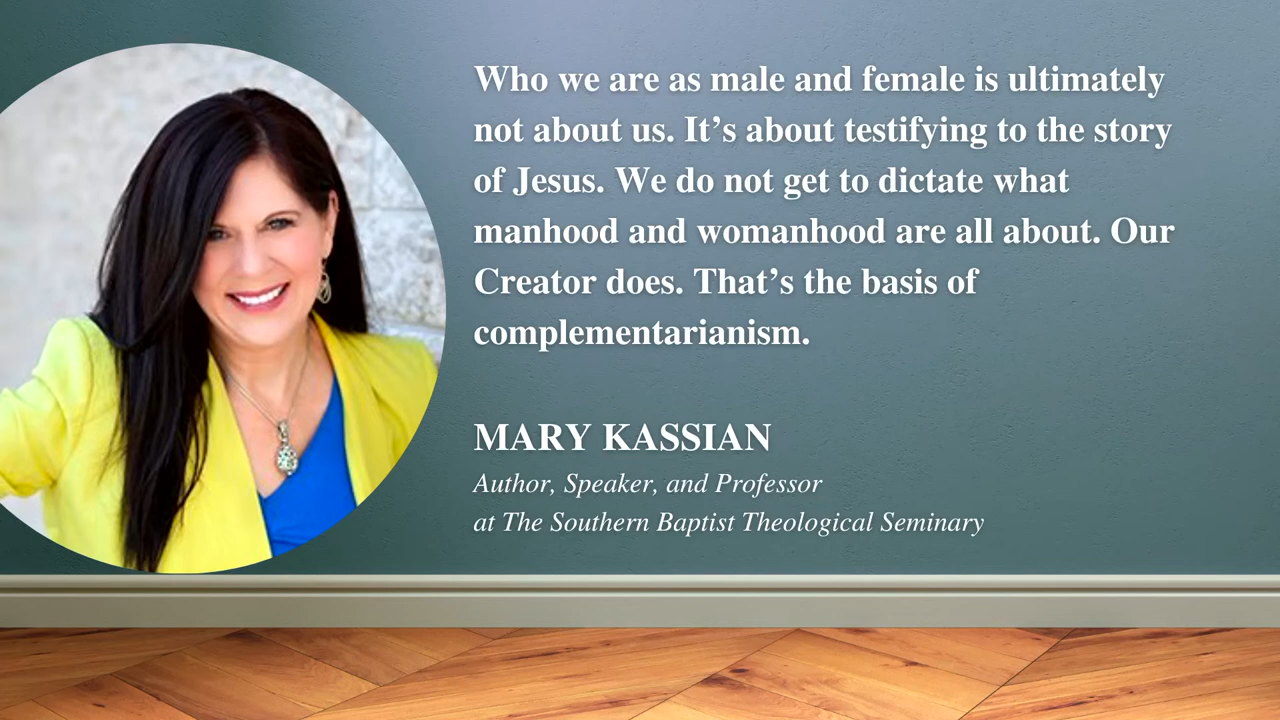 Who we are as male and female is ultimately
not about us. It’s about testifying to the story
of Jesus. We do not get to dictate what
manhood and womanhood are all about. Our
Creator does. That’s the basis of
complementarianism.
MARY KASSIAN
Author, Speaker, and Professor
at The Southern Baptist Theological Seminary